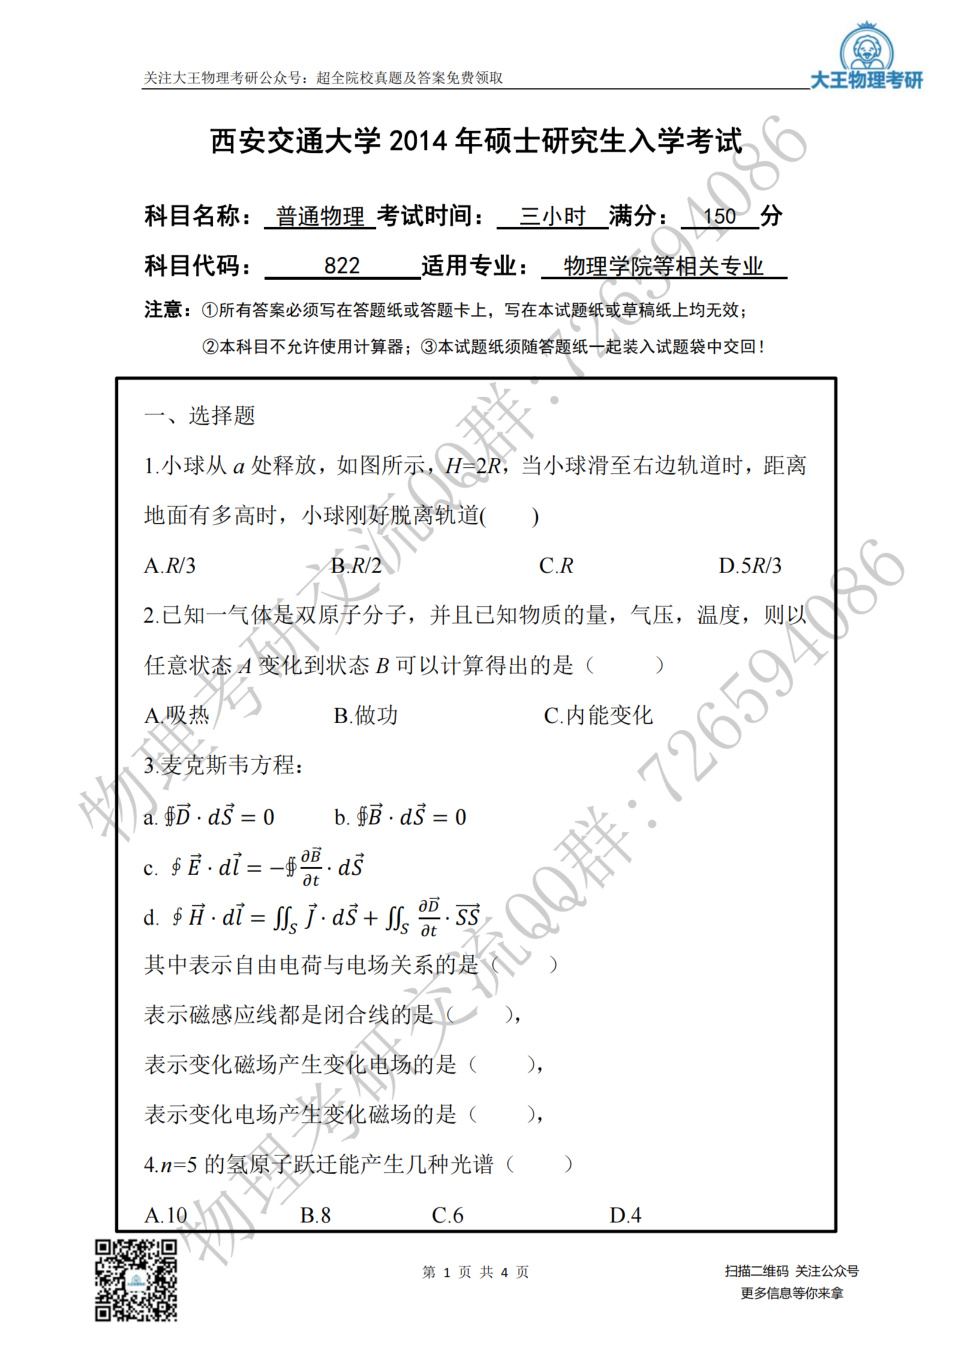 关注大王物理考研公众号：超全院校真题及答案免费领取
大王物理考研
西安交通大学 2014 年硕士研究生入学考试
科目名称： 普通物理 考试时间： 三小时 满分： 150 分
科目代码： 822 适用专业： 物理学院等相关专业
注意：①所有答案必须写在答题纸或答题卡上，写在本试题纸或草稿纸上均无效；
②本科目不允许使用计算器；③本试题纸须随答题纸一起装入试题袋中交回！
一、选择题
1.小球从 a 处释放，如图所示，H=2R，当小球滑至右边轨道时，距离
地面有多高时，小球刚好脱离轨道( )
A.R/3 B.R/2 C.R D.5R/3
2.已知一气体是双原子分子，并且已知物质的量，气压，温度，则以
任意状态 A 变化到状态 B 可以计算得出的是（ ）
A.吸热 B.做功 C.内能变化
3.麦克斯韦方程：
a. ∯D⃗ · dS⃗ = 0 b. ∯B⃗ · dS⃗ = 0
c. ∮ E⃗ · dl⃗ = −∯ ∂B⃗/∂t · dS⃗
d. ∮ H⃗ · dl⃗ = ∬_S J⃗ · dS⃗ + ∬_S ∂D⃗/∂t · SS⃗
其中表示自由电荷与电场关系的是（ ）
表示磁感应线都是闭合线的是（ ），
表示变化磁场产生变化电场的是（ ），
表示变化电场产生变化磁场的是（ ），
4.n=5 的氢原子跃迁能产生几种光谱（ ）
A.10 B.8 C.6 D.4
物理考研交流QQ群：726594086
物理考研交流QQ群：726594086
大王物理考研
第 1 页 共 4 页
扫描二维码 关注公众号
更多信息等你来拿